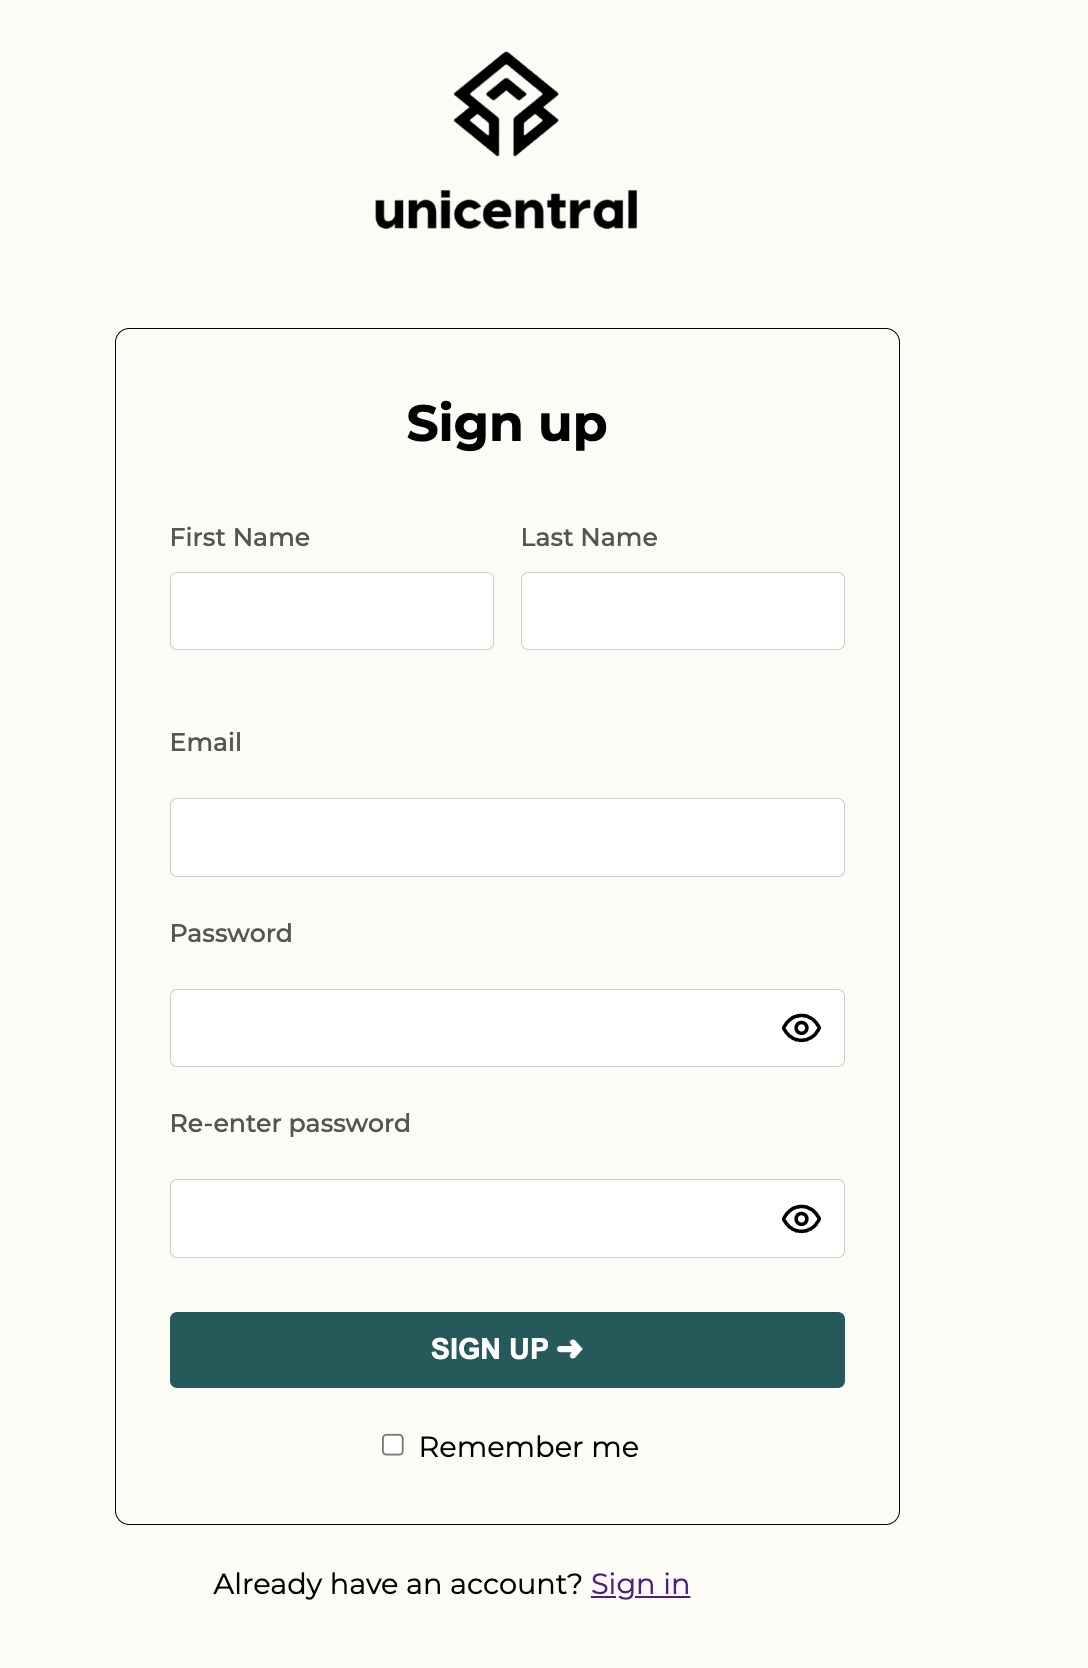 unicentral
Sign up
First Name Last Name
Email
Password
Re-enter password
SIGN UP ➜
Remember me
Already have an account? Sign in